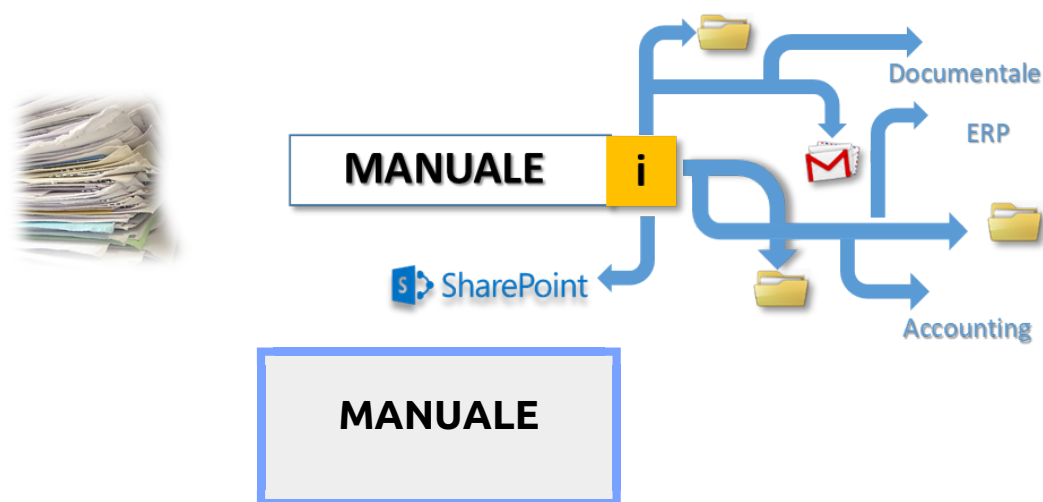 Documentale
ERP
MANUALE i
S SharePoint
Accounting
MANUALE